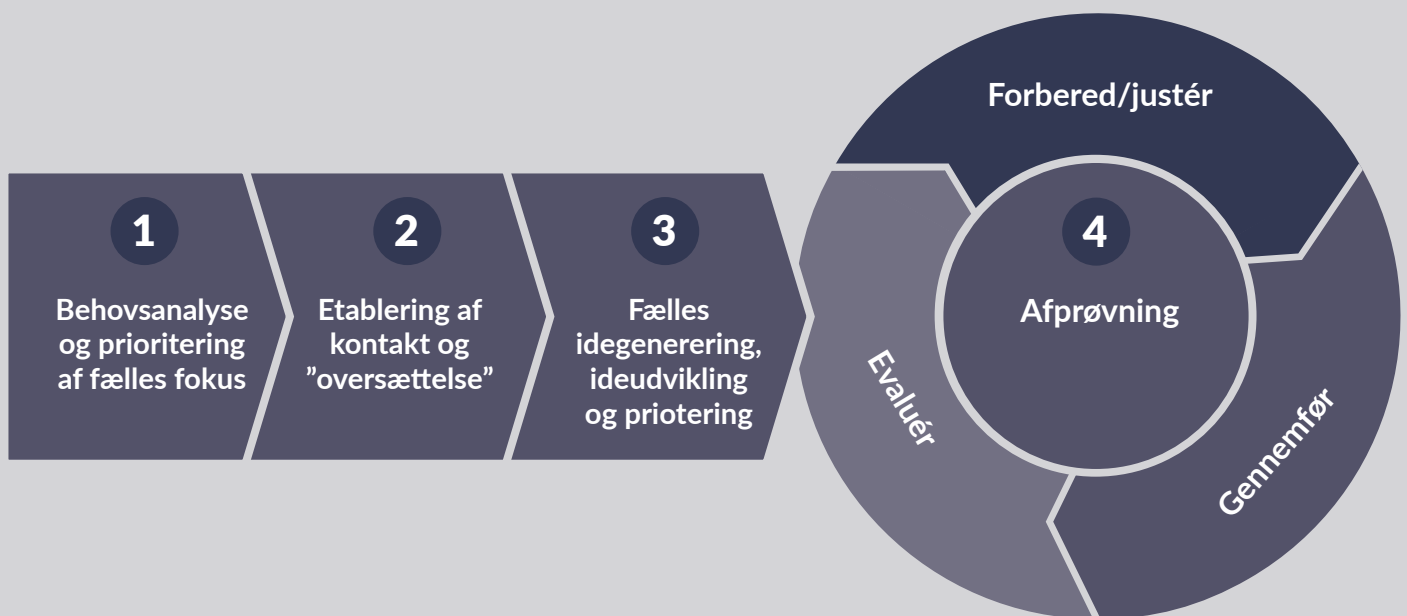 1
Behovsanalyse
og prioritering
af fælles fokus
2
Etablering af
kontakt og
”oversættelse”
3
Fælles
idegenerering,
ideudvikling
og priotering
4
Afprøvning
Forbered/justér
Gennemfør
Evaluér